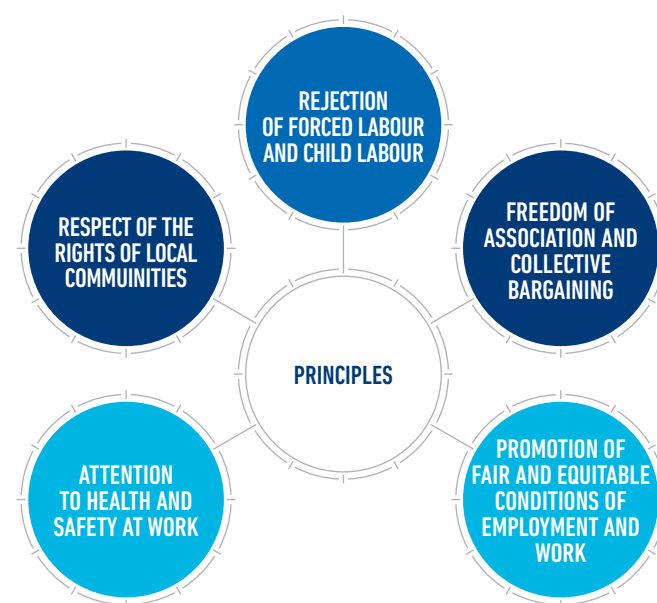 REJECTION
OF FORCED LABOUR
AND CHILD LABOUR
RESPECT OF THE
RIGHTS OF LOCAL
COMMUINITIES
FREEDOM OF
ASSOCIATION AND
COLLECTIVE
BARGAINING
PRINCIPLES
ATTENTION
TO HEALTH AND
SAFETY AT WORK
PROMOTION OF
FAIR AND EQUITABLE
CONDITIONS OF
EMPLOYMENT AND
WORK